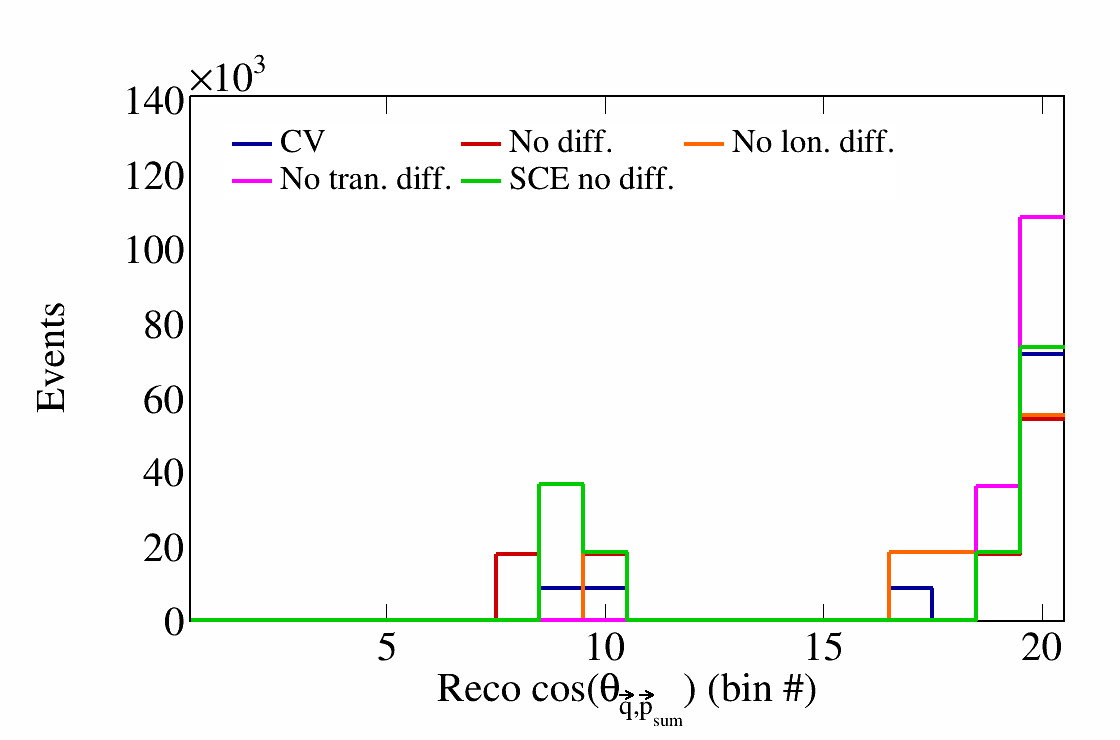 ×10³
140
120
100
80
60
40
20
0
CV No diff. No lon. diff.
No tran. diff. SCE no diff.
Events
5 10 15 20
Reco cos(θ_{q⃗,p⃗_{sum}}) (bin #)